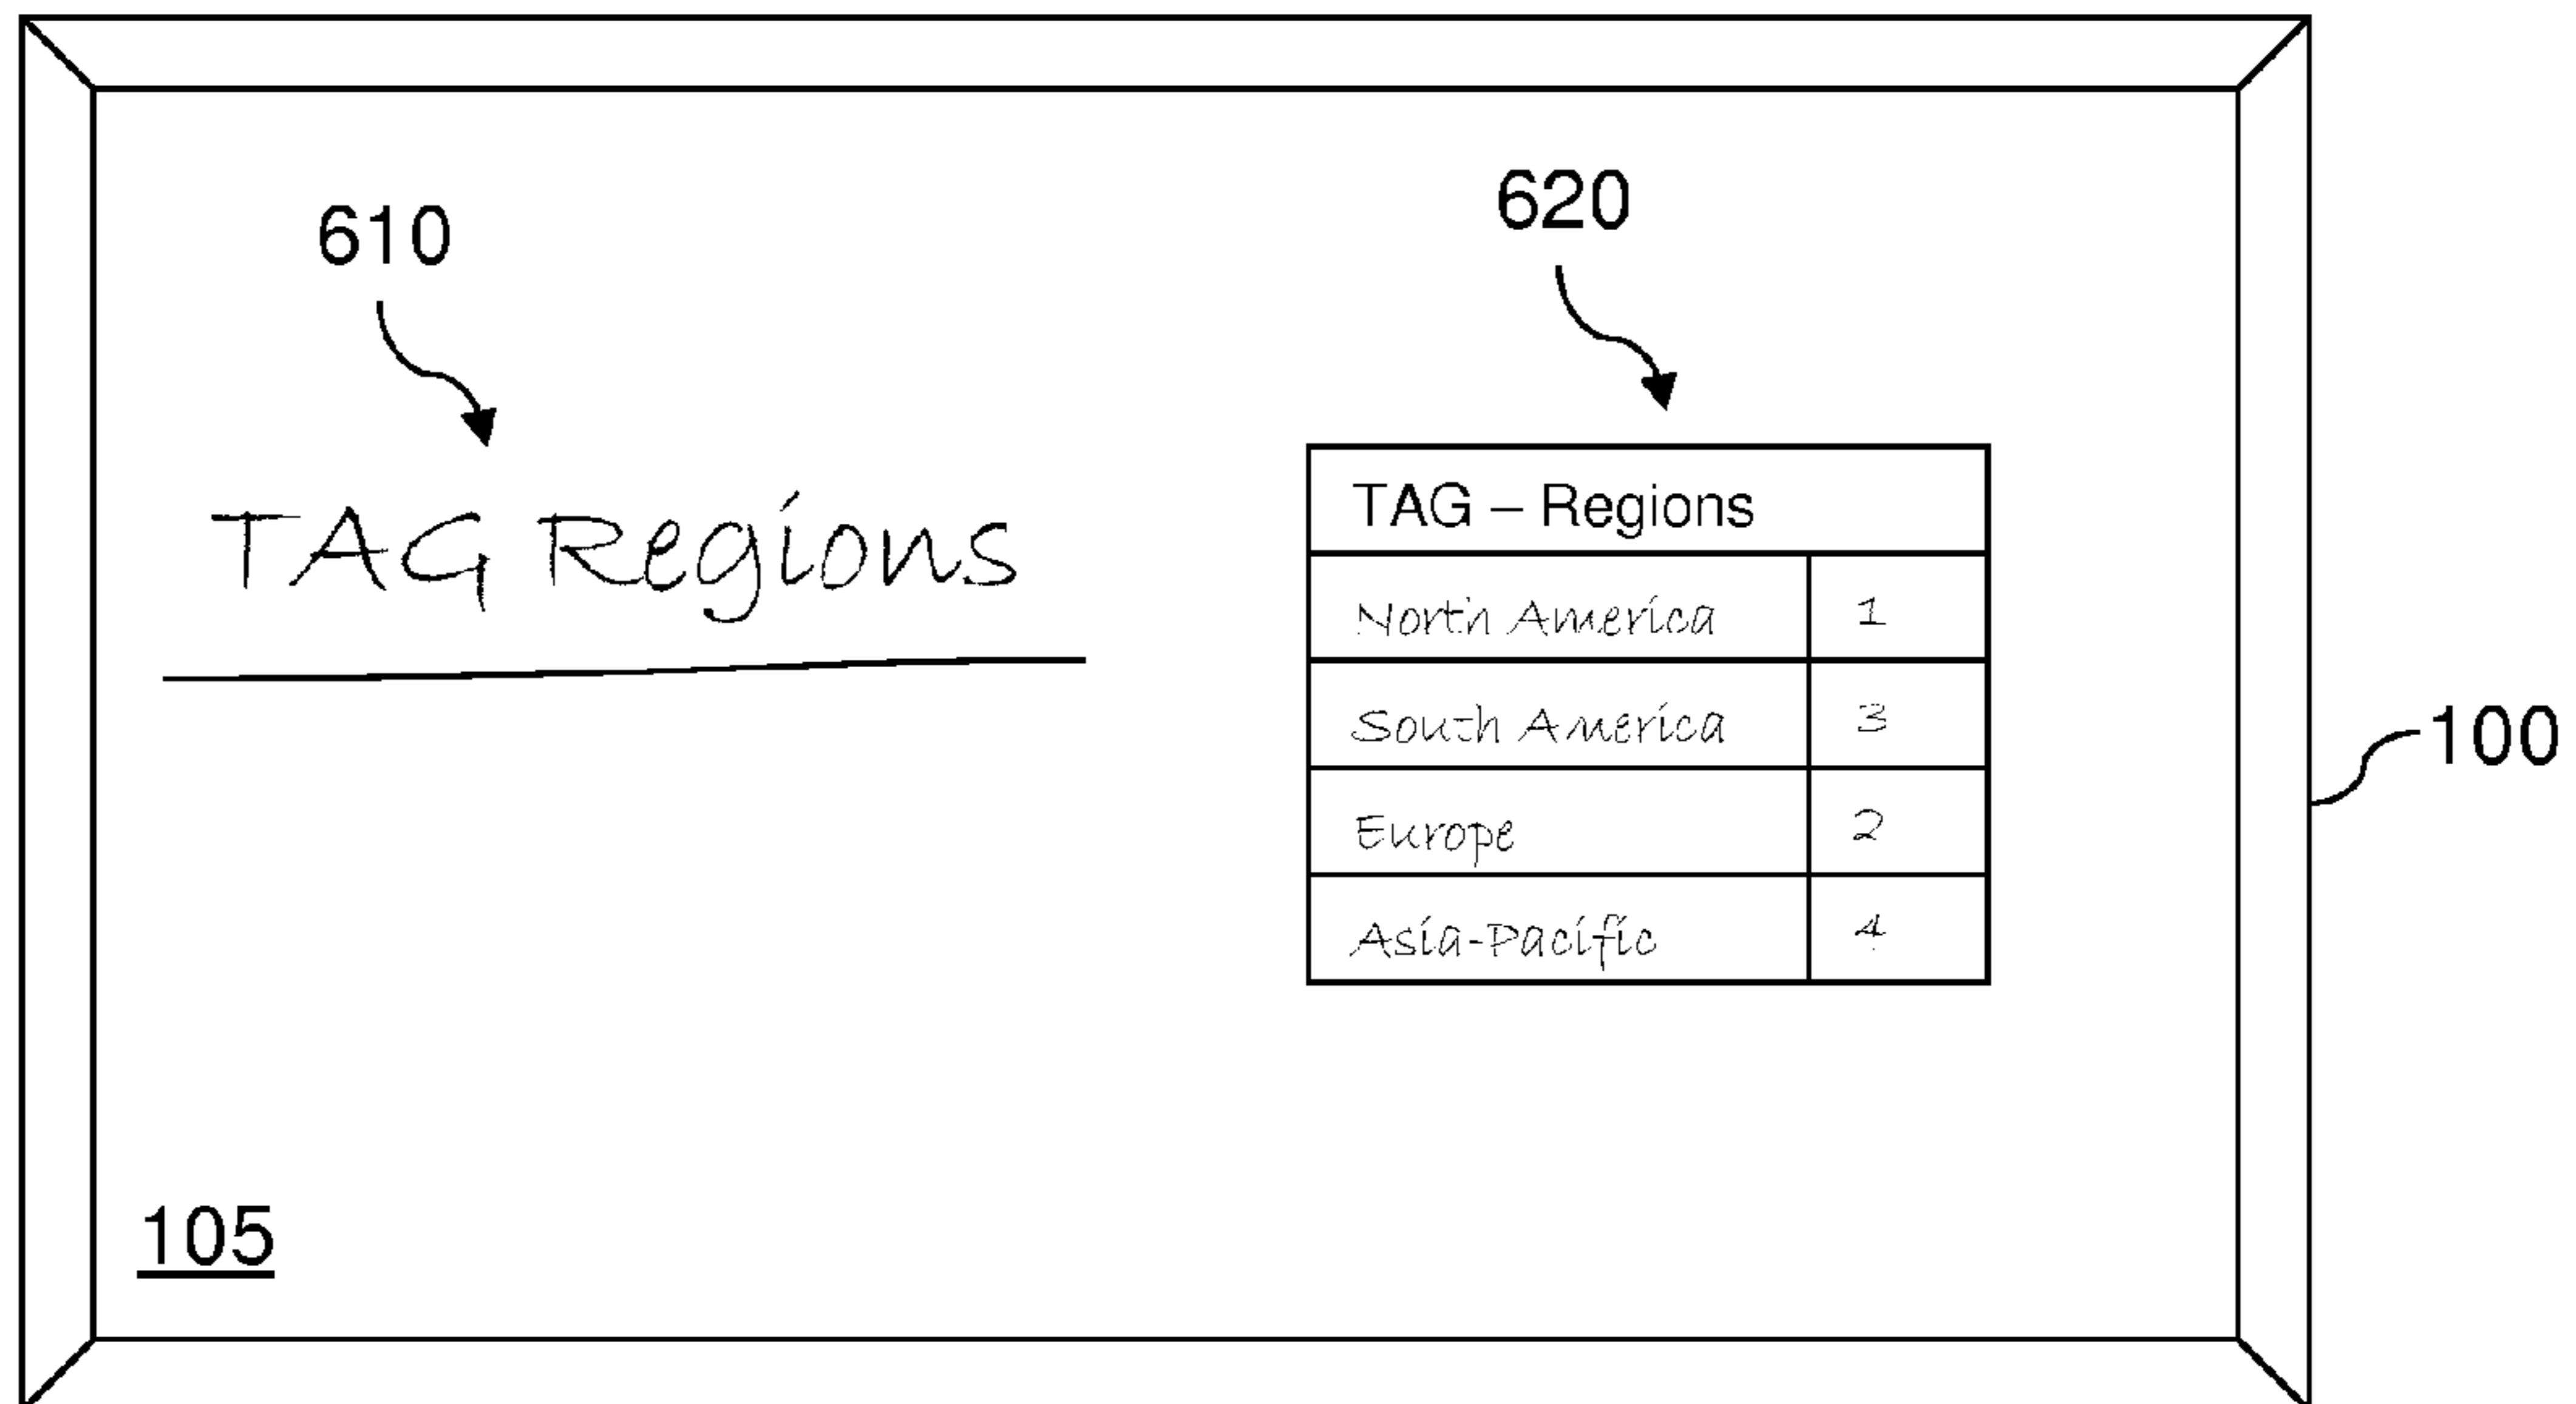 610
620
TAG Regions
TAG – Regions
North America 1
South America 3
Europe 2
Asia-Pacific 4
100
105